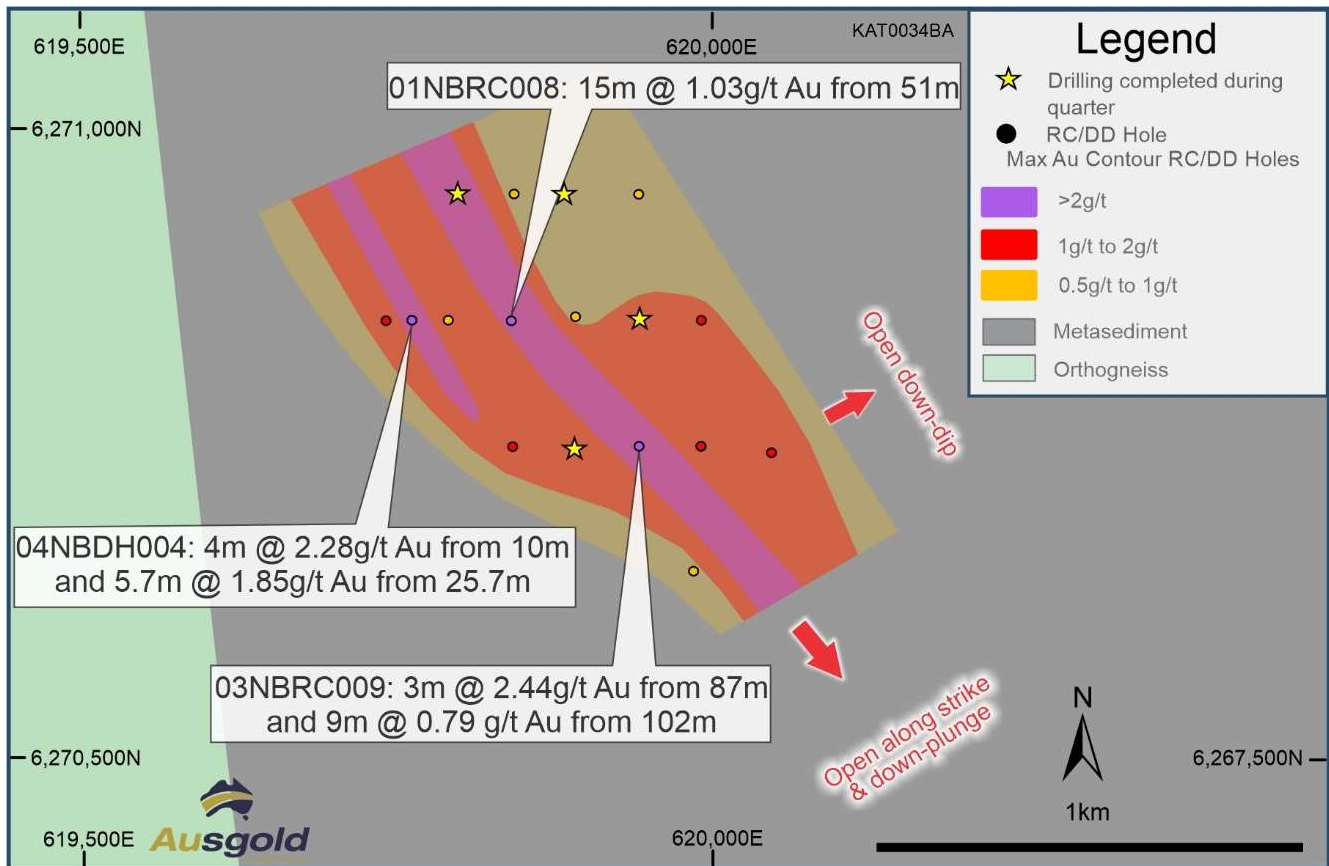 619,500E
620,000E
KAT0034BA
Legend
Drilling completed during
quarter
RC/DD Hole
Max Au Contour RC/DD Holes
>2g/t
1g/t to 2g/t
0.5g/t to 1g/t
Metasediment
Orthogneiss
01NBRC008: 15m @ 1.03g/t Au from 51m
6,271,000N
Open down-dip
04NBDH004: 4m @ 2.28g/t Au from 10m
and 5.7m @ 1.85g/t Au from 25.7m
03NBRC009: 3m @ 2.44g/t Au from 87m
and 9m @ 0.79 g/t Au from 102m
Open along strike
& down-plunge
N
6,270,500N
6,267,500N
1km
Ausgold
619,500E
620,000E